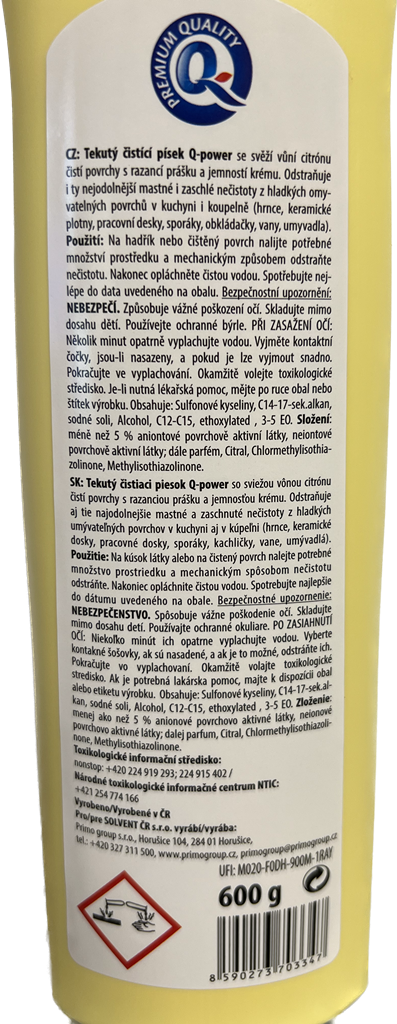 PREMIUM QUALITY
Q
CZ: Tekutý čistící písek Q-power se svěží vůní citrónu
čistí povrchy s razancí prášku a jemností krému. Odstraňuje
i ty nejodolnější mastné i zaschlé nečistoty z hladkých omy-
vatelných povrchů v kuchyni i koupelně (hrnce, keramické
plotny, pracovní desky, sporáky, obkládačky, vany, umyvadla).
Použití: Na hadřík nebo čištěný povrch nalijte potřebné
množství prostředku a mechanickým způsobem odstraňte
nečistotu. Nakonec opláchněte čistou vodou. Spotřebujte nej-
lépe do data uvedeného na obalu. Bezpečnostní upozornění:
NEBEZPEČÍ. Způsobuje vážné poškození očí. Skladujte mimo
dosahu dětí. Používejte ochranné brýle. PŘI ZASAŽENÍ OČÍ:
Několik minut opatrně vyplachujte vodou. Vyjměte kontaktní
čočky, jsou-li nasazeny, a pokud je lze vyjmout snadno.
Pokračujte ve vyplachování. Okamžitě volejte toxikologické
středisko. Je-li nutná lékařská pomoc, mějte po ruce obal nebo
štítek výrobku. Obsahuje: Sulfonové kyseliny, C14-17-sek.alkan,
sodné soli, Alcohol, C12-C15, ethoxylated , 3-5 EO. Složení:
méně než 5 % aniontové povrchově aktivní látky, neiontové
povrchově aktivní látky; dále parfém, Citral, Chlormethylisothia-
zolinone, Methylisothiazolinone.
SK: Tekutý čistiaci piesok Q-power so sviežou vônou citrónu
čistí povrchy s razanciou prášku a jemnosťou krému. Odstraňuje
aj tie najodolnejšie mastné a zaschnuté nečistoty z hladkých
umývateľných povrchov v kuchyni aj v kúpeľni (hrnce, keramické
dosky, pracovné dosky, sporáky, kachličky, vane, umývadlá).
Použitie: Na kúsok látky alebo na čistený povrch nalejte potrebné
množstvo prostriedku a mechanickým spôsobom nečistotu
odstráňte. Nakoniec opláchnite čistou vodou. Spotrebujte najlepšie
do dátumu uvedeného na obale. Bezpečnostné upozornenie:
NEBEZPEČENSTVO. Spôsobuje vážne poškodenie očí. Skladujte
mimo dosahu detí. Používajte ochranné okuliare. PO ZASIAHNUTÍ
OČÍ: Niekoľko minút ich opatrne vyplachujte vodou. Vyberte
kontaktné šošovky, ak sú nasadené, a ak je to možné, odstráňte ich.
Pokračujte vo vyplachovaní. Okamžite volajte toxikologické
stredisko. Ak je potrebná lakárska pomoc, majte k dispozícii obal
alebo etiketu výrobku. Obsahuje: Sulfonové kyseliny, C14-17-sek.al-
kan, sodné soli, Alcohol, C12-C15, ethoxylated , 3-5 EO. Zloženie:
menej ako než 5 % anionové povrchovo aktivné látky, neionové
povrchovo aktivné látky; dalej parfum, Citral, Chlormethylisothiazoli-
none, Methylisothiazolinone.
Toxikologické informační středisko:
nonstop: +420 224 919 293; 224 915 402 /
Národné toxikologické informačné centrum NTIC:
+421 254 774 166
Vyrobeno/Vyrobené v ČR
Pro/pre SOLVENT ČR s.r.o. vyrábí/vyrába:
Primo group s.r.o., Horušice 104, 284 01 Horušice,
tel.: +420 327 311 500, www.primogroup.cz, primogroup@primogroup.cz
UFI: M020-F0DH-900M-1RAY
600 g
8 590273 703347